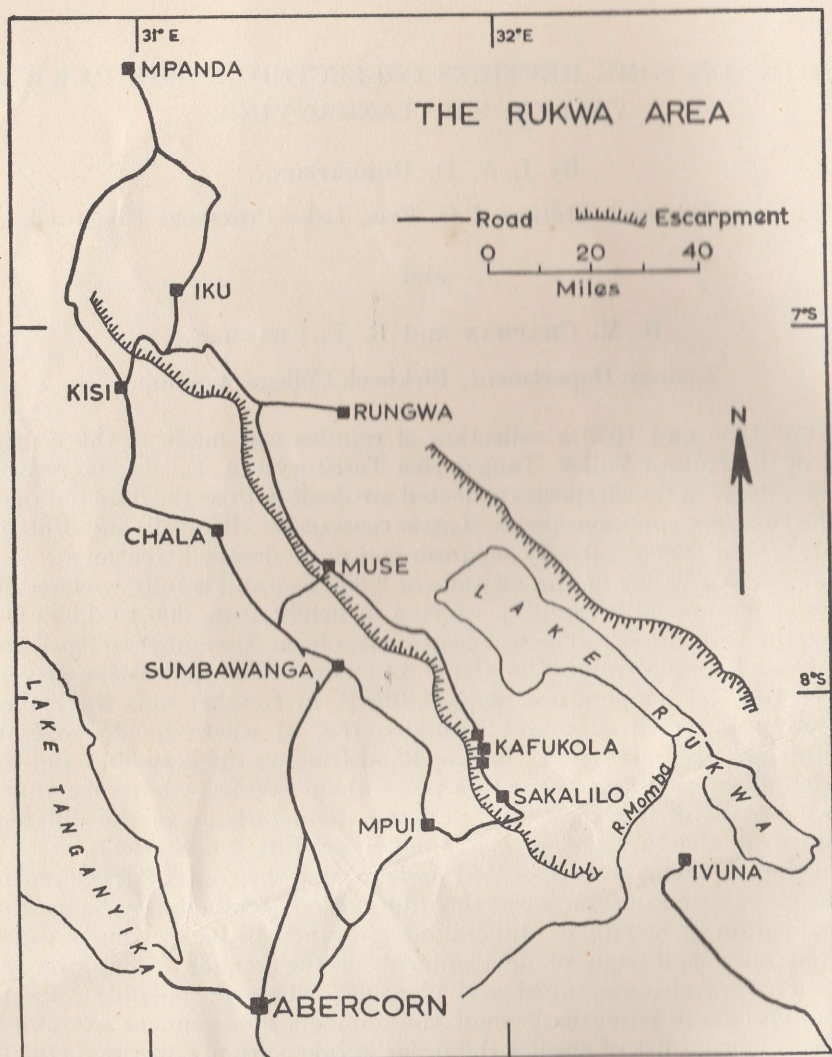 31°E
32°E
MPANDA
THE RUKWA AREA
Road
Escarpment
0 20 40
Miles
IKU
7°S
KISI
RUNGWA
N
CHALA
MUSE
LAKE RUKWA
SUMBAWANGA
8°S
LAKE TANGANYIKA
KAFUKOLA
SAKALILO
R. Momba
MPUI
IVUNA
ABERCORN